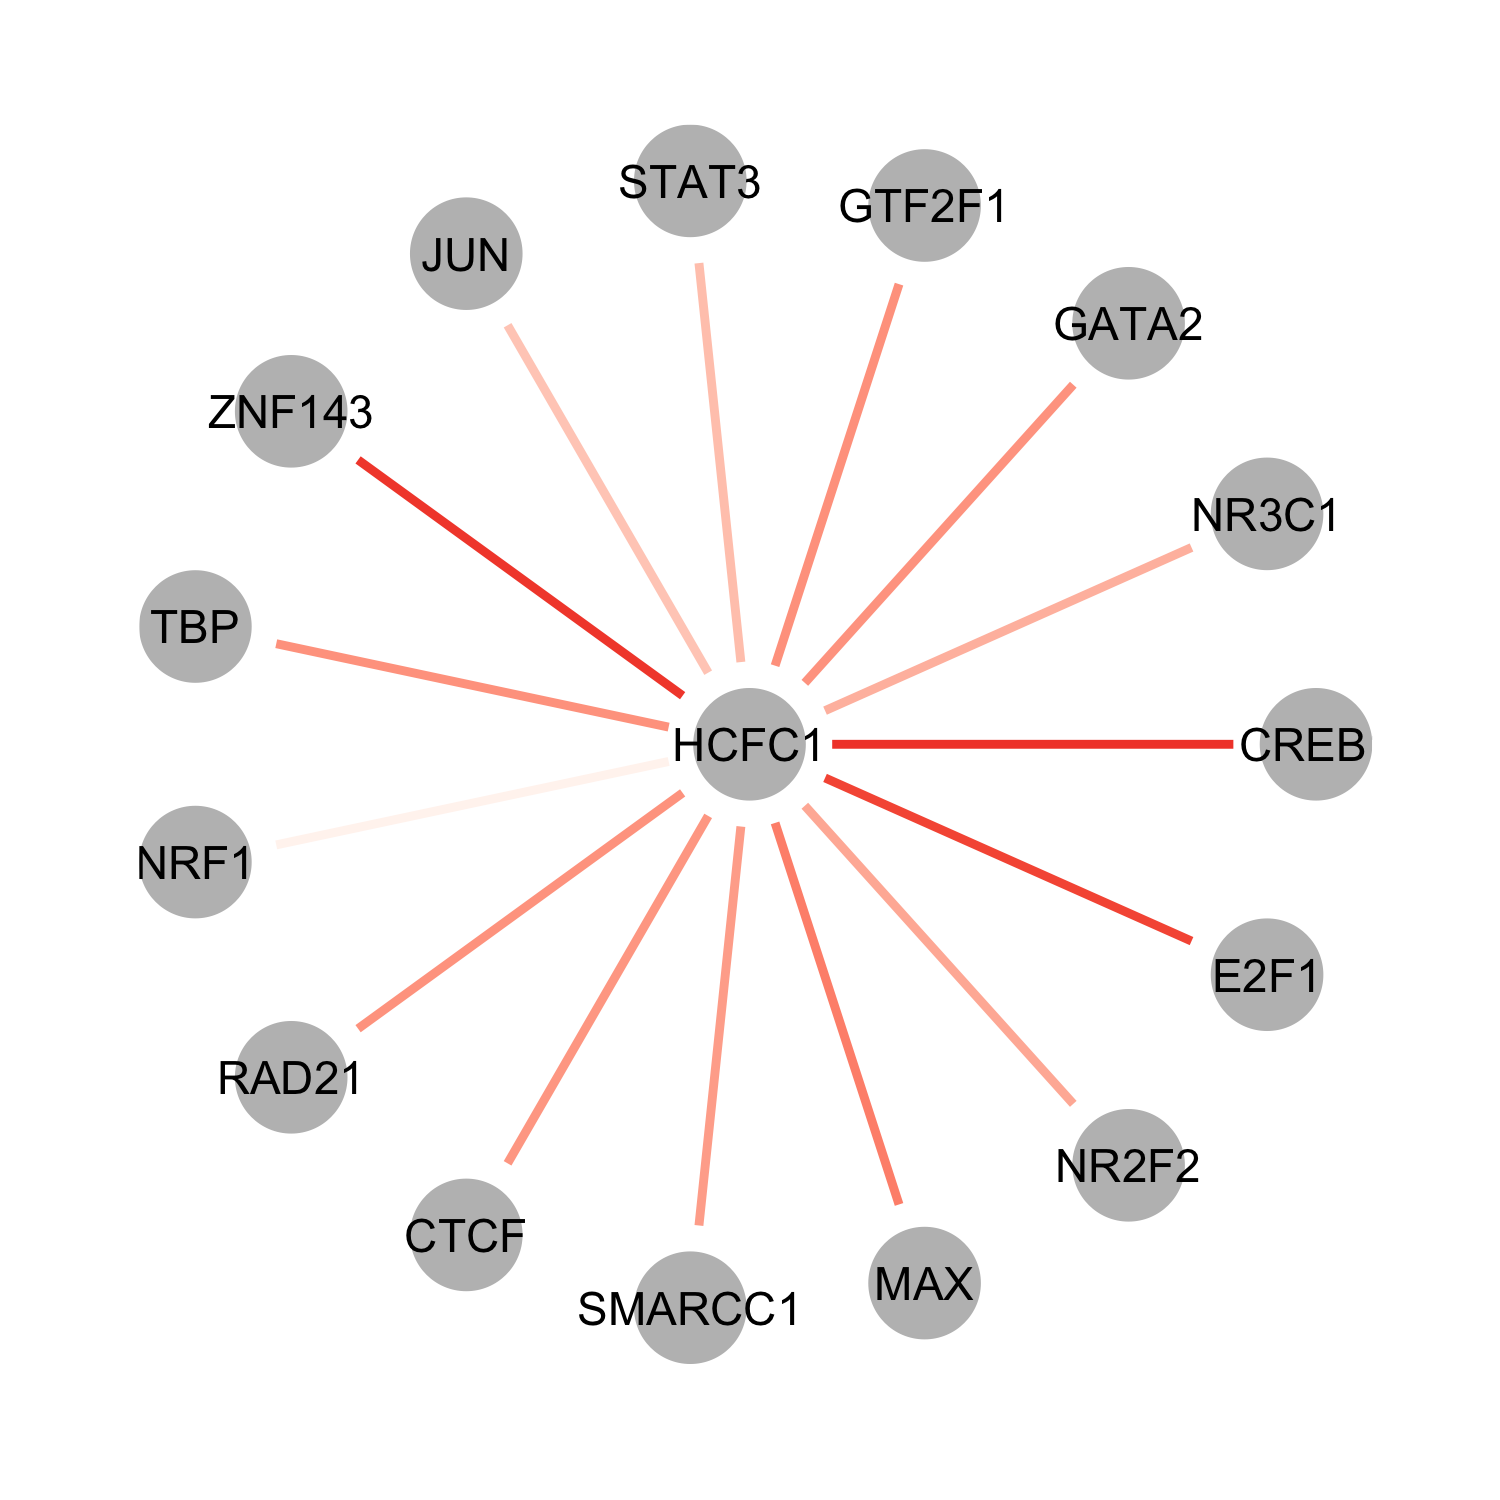 STAT3
GTF2F1
JUN
GATA2
ZNF143
NR3C1
TBP
HCFC1
CREB
NRF1
E2F1
RAD21
NR2F2
CTCF
MAX
SMARCC1